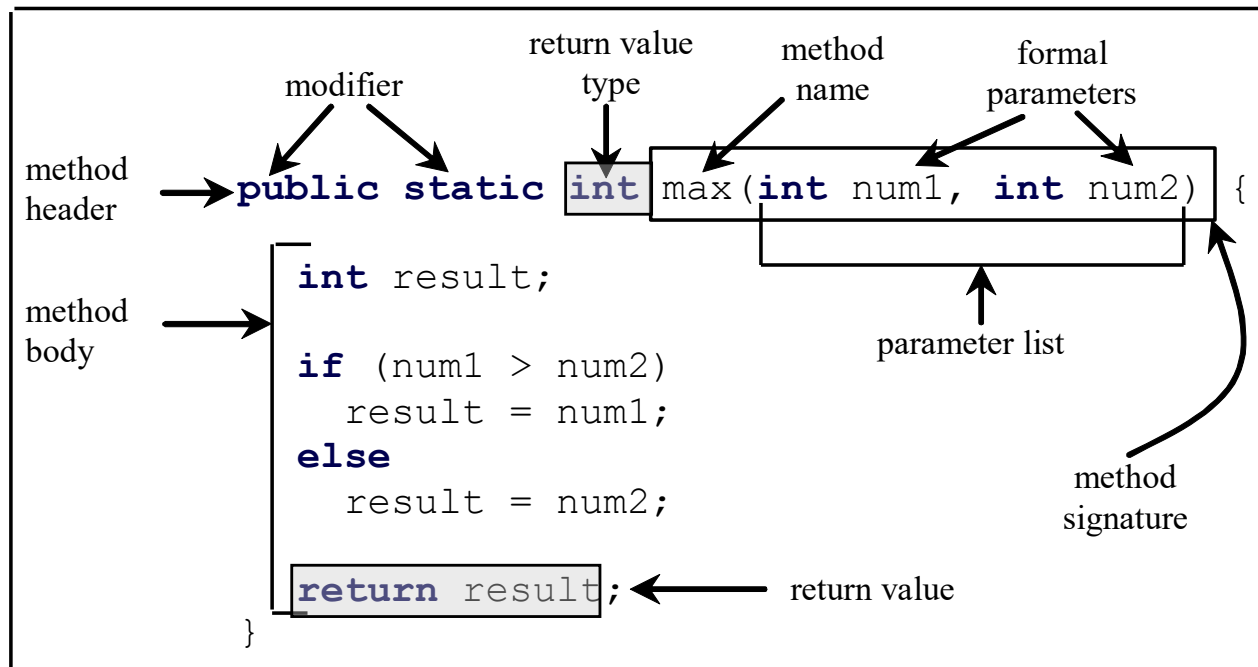 return value
type
method
name
formal
parameters
modifier
method
header
public static int max(int num1, int num2) {
int result;
method
body
parameter list
if (num1 > num2)
result = num1;
else
result = num2;
method
signature
return result;
return value
}